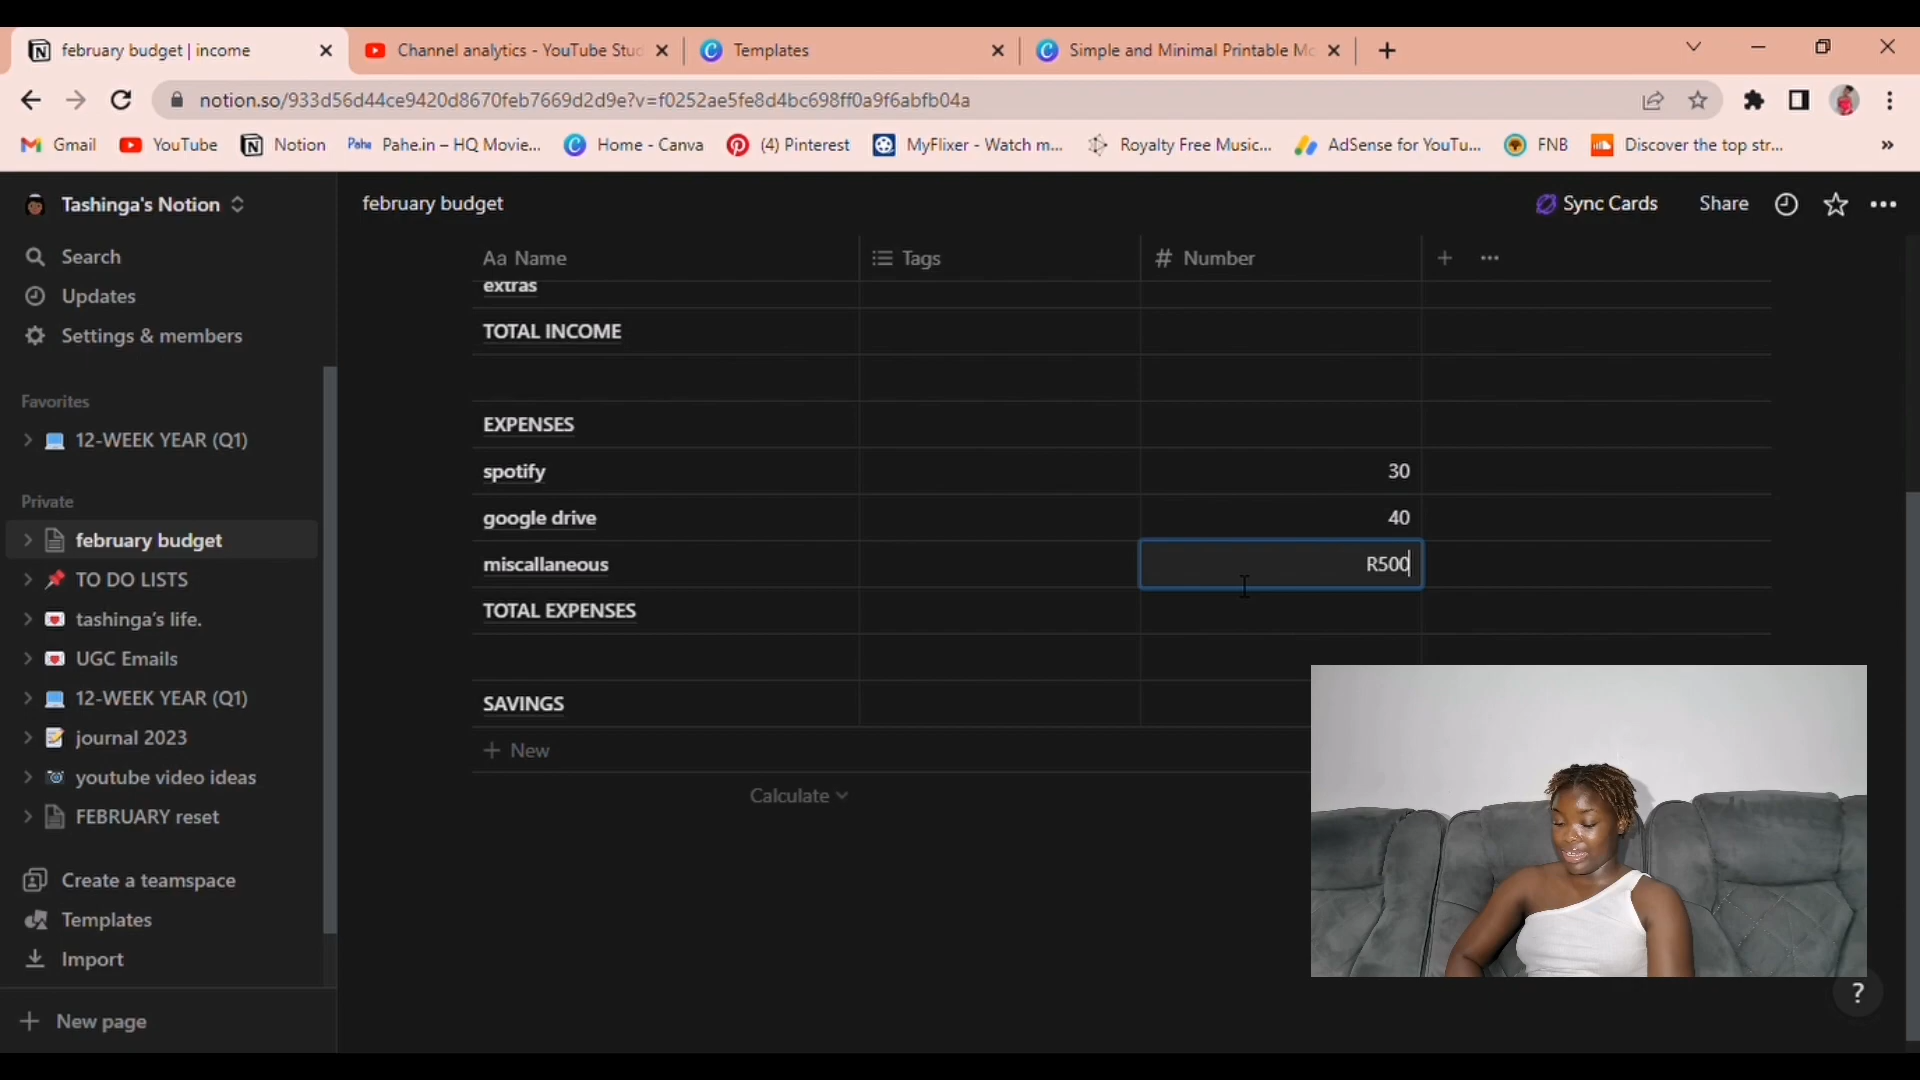 february budget | income
Channel analytics - YouTube Stuc
Templates
Simple and Minimal Printable Mo
notion.so/933d56d44ce9420d8670feb7669d2d9e?v=f0252ae5fe8d4bc698ff0a9f6abfb04a
Gmail
YouTube
Notion
Pahe Pahe.in – HQ Movie...
Home - Canva
(4) Pinterest
MyFlixer - Watch m...
Royalty Free Music...
AdSense for YouTu...
FNB
Discover the top str...
»
Tashinga's Notion
Search
Updates
Settings & members
Favorites
12-WEEK YEAR (Q1)
Private
february budget
TO DO LISTS
tashinga's life.
UGC Emails
12-WEEK YEAR (Q1)
journal 2023
youtube video ideas
FEBRUARY reset
Create a teamspace
Templates
Import
New page
february budget
Sync Cards
Share
Aa Name
Tags
# Number
extras
TOTAL INCOME
EXPENSES
spotify 30
google drive 40
miscallaneous R500
TOTAL EXPENSES
SAVINGS
+ New
Calculate
?